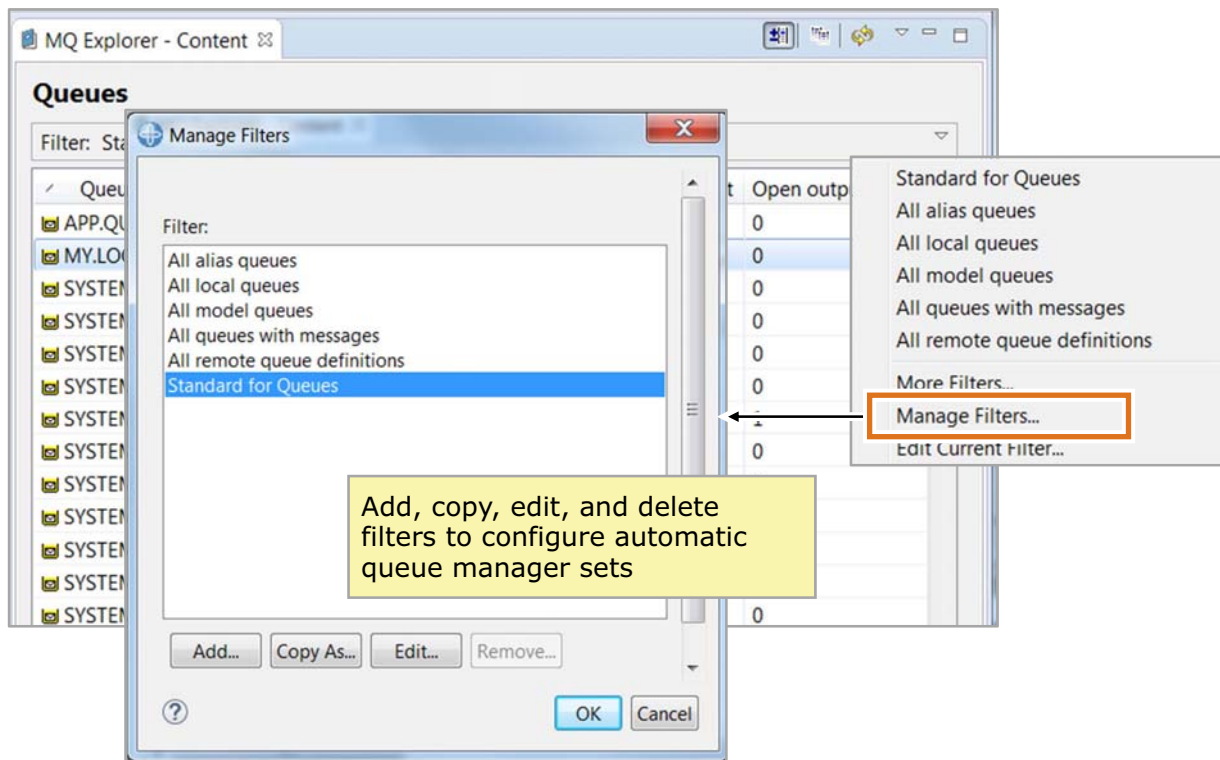 MQ Explorer - Content
Queues
Filter: Sta
Queu
t Open outp
APP.QU
0
MY.LO
0
SYSTEM
0
SYSTEM
0
SYSTEM
0
SYSTEM
0
SYSTEM
1
SYSTEM
0
SYSTEM
SYSTEM
SYSTEM
SYSTEM
SYSTEM
0
Manage Filters
Filter:
All alias queues
All local queues
All model queues
All queues with messages
All remote queue definitions
Standard for Queues
Add...
Copy As...
Edit...
Remove...
OK
Cancel
Standard for Queues
All alias queues
All local queues
All model queues
All queues with messages
All remote queue definitions
More Filters...
Manage Filters...
Edit Current Filter...
Add, copy, edit, and delete
filters to configure automatic
queue manager sets